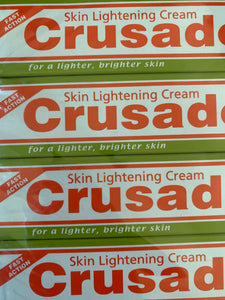 FAST
ACTION
Skin Lightening Cream
Crusade
for a lighter, brighter skin
FAST
ACTION
Skin Lightening Cream
Crusad
for a lighter, brighter skin
FAST
ACTION
Skin Lightening Cream
Crusad
for a lighter, brighter skin
FAST
ACTION
Skin Lightening Cream
Crusad